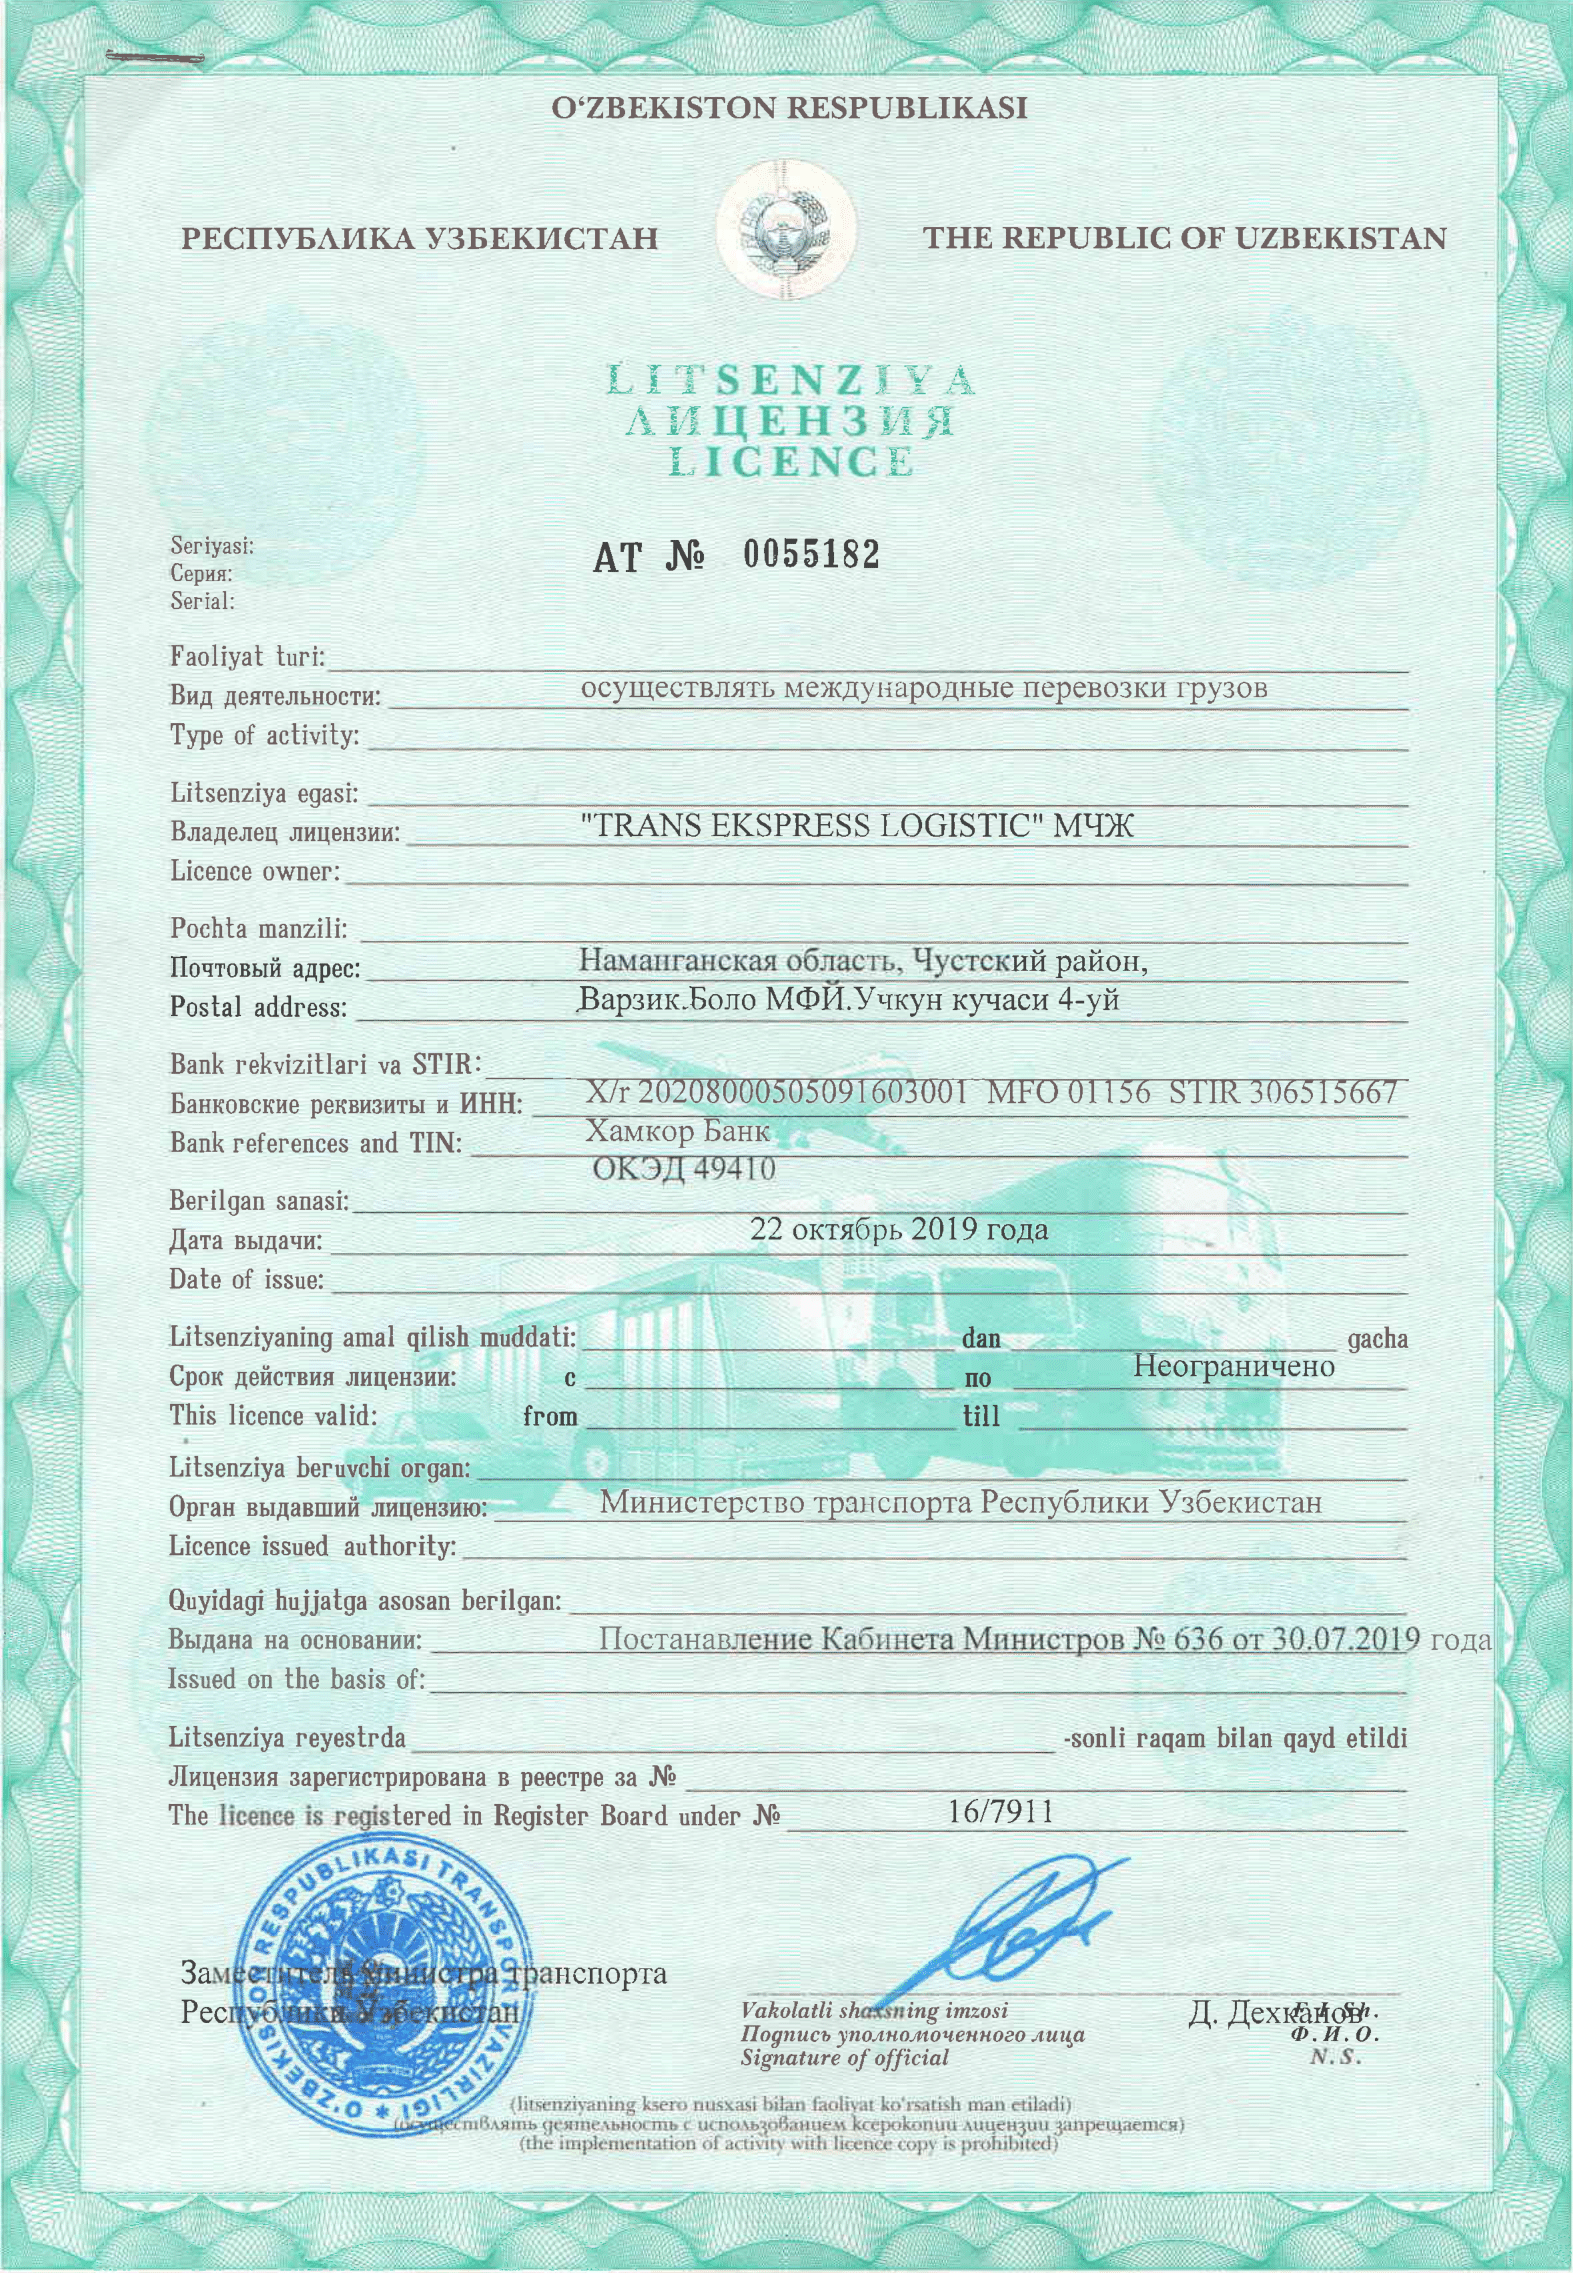 O‘ZBEKISTON RESPUBLIKASI
РЕСПУБЛИКА УЗБЕКИСТАН
THE REPUBLIC OF UZBEKISTAN
LITSENZIYA
ЛИЦЕНЗИЯ
LICENCE
Seriyasi:
Серия:
Serial:
АТ № 0055182
Faoliyat turi:
Вид деятельности: осуществлять международные перевозки грузов
Type of activity:
Litsenziya egasi:
Владелец лицензии: "TRANS EKSPRESS LOGISTIC" МЧЖ
Licence owner:
Pochta manzili:
Почтовый адрес: Наманганская область, Чустский район,
Postal address: Варзик.Боло МФЙ.Учкун кучаси 4-уй
Bank rekvizitlari va STIR:
Банковские реквизиты и ИНН: X/r 20208000505091603001 MFO 01156 STIR 306515667
Bank references and TIN: Хамкор Банк
ОКЭД 49410
Berilgan sanasi:
Дата выдачи: 22 октябрь 2019 года
Date of issue:
Litsenziyaning amal qilish muddati: dan gacha
Срок действия лицензии: с по Неограничено
This licence valid: from till
Litsenziya beruvchi organ:
Орган выдавший лицензию: Министерство транспорта Республики Узбекистан
Licence issued authority:
Quyidagi hujjatga asosan berilgan:
Выдана на основании: Постанавление Кабинета Министров № 636 от 30.07.2019 года
Issued on the basis of:
Litsenziya reyestrda -sonli raqam bilan qayd etildi
Лицензия зарегистрирована в реестре за №
The licence is registered in Register Board under № 16/7911
O‘ZBEKISTON RESPUBLIKASI TRANSPORT VAZIRLIGI
Заместитель Министра транспорта
Республики Узбекистан
Vakolatli shaxsning imzosi
Подпись уполномоченного лица
Signature of official
Д. Дехканов
F.I.Sh.
Ф.И.О.
N.S.
(litsenziyaning ksero nusxasi bilan faoliyat ko‘rsatish man etiladi)
(осуществлять деятельность с использованием ксерокопии лицензии запрещается)
(the implementation of activity with licence copy is prohibited)